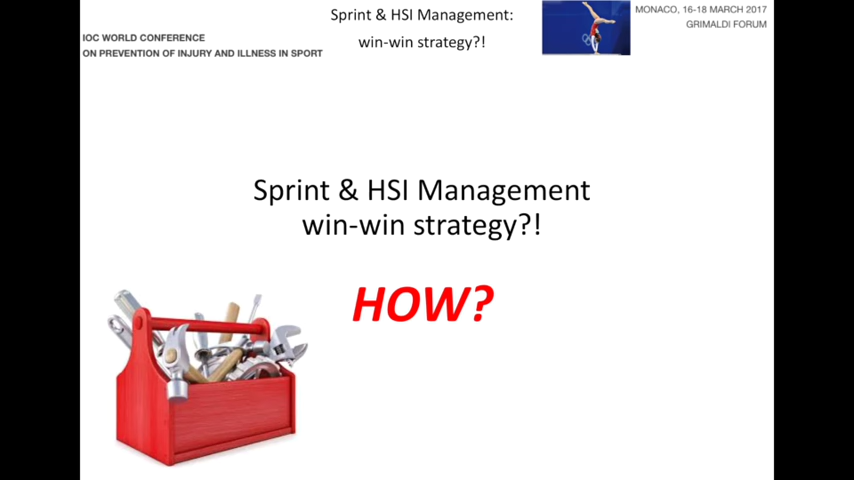 IOC WORLD CONFERENCE
ON PREVENTION OF INJURY AND ILLNESS IN SPORT
Sprint & HSI Management:
win-win strategy?!
MONACO, 16-18 MARCH 2017
GRIMALDI FORUM
Sprint & HSI Management
win-win strategy?!
HOW?